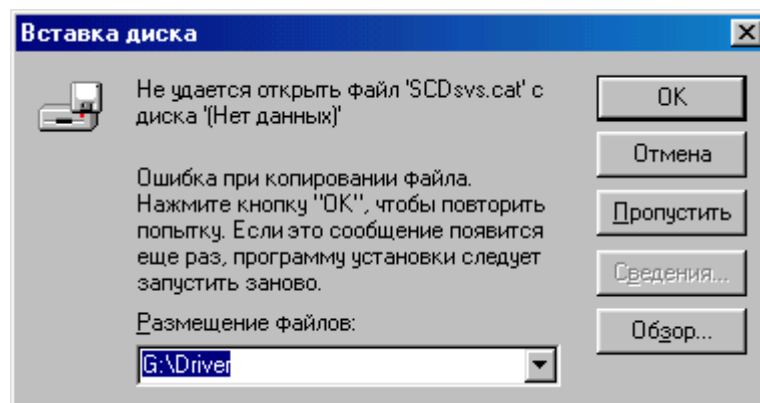 Вставка диска
Не удается открыть файл 'SCDsvs.cat' с
диска '(Нет данных)'
Ошибка при копировании файла.
Нажмите кнопку "OK", чтобы повторить
попытку. Если это сообщение появится
еще раз, программу установки следует
запустить заново.
Размещение файлов:
G:\Driver
OK
Отмена
Пропустить
Сведения...
Обзор...